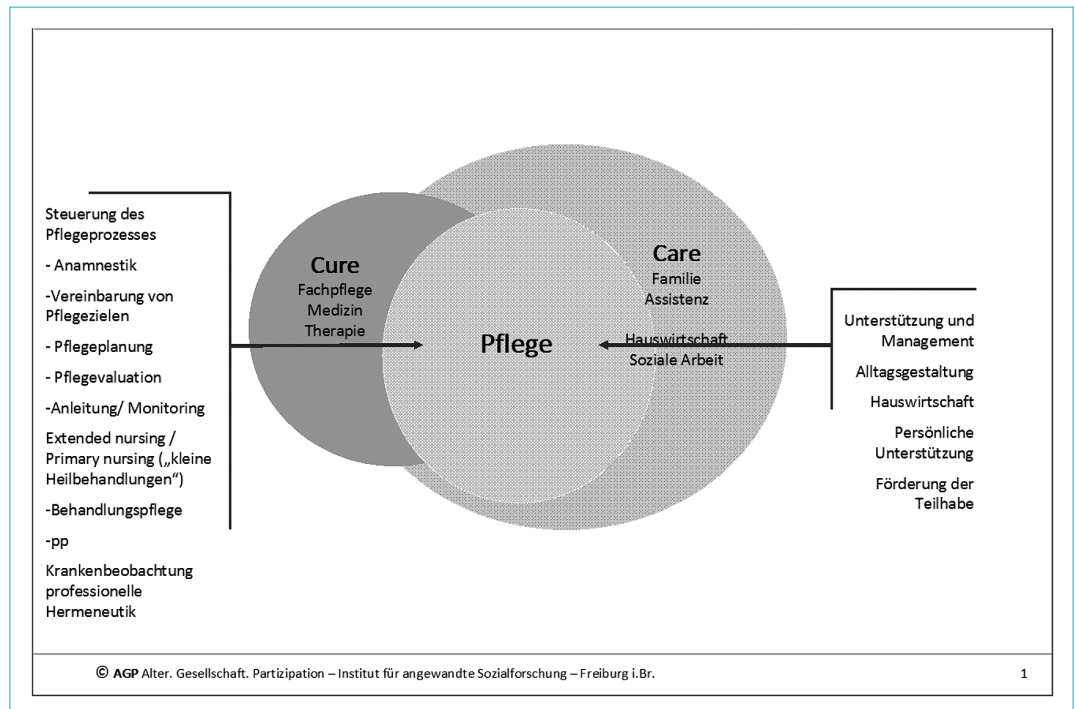 Steuerung des
Pflegeprozesses
- Anamnestik
-Vereinbarung von
Pflegezielen
- Pflegeplanung
- Pflegevaluation
-Anleitung/ Monitoring
Extended nursing /
Primary nursing („kleine
Heilbehandlungen“)
-Behandlungspflege
-pp
Krankenbeobachtung
professionelle
Hermeneutik
Cure
Fachpflege
Medizin
Therapie
Pflege
Care
Familie
Assistenz
Hauswirtschaft
Soziale Arbeit
Unterstützung und
Management
Alltagsgestaltung
Hauswirtschaft
Persönliche
Unterstützung
Förderung der
Teilhabe
© AGP Alter. Gesellschaft. Partizipation – Institut für angewandte Sozialforschung – Freiburg i.Br.
1